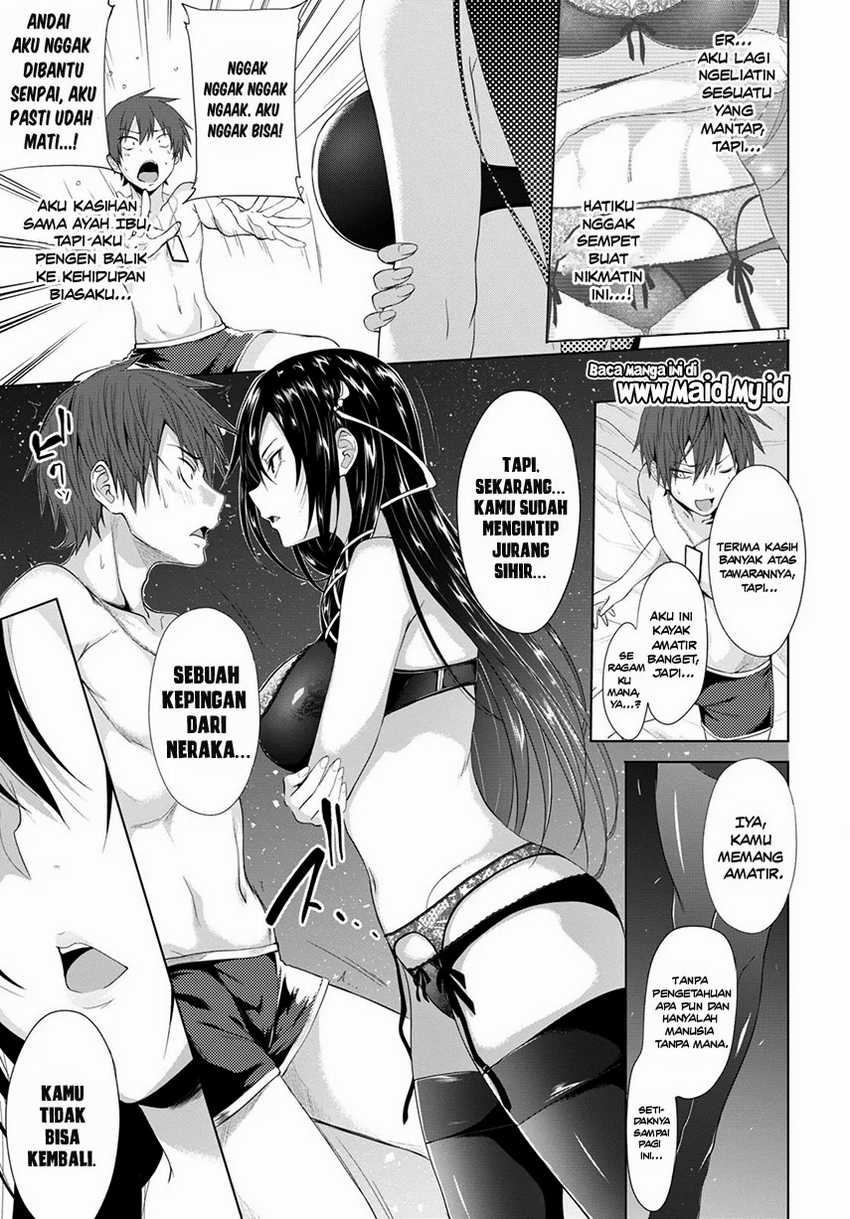 ER...
AKU LAGI
NGELIATIN
SESUATU
YANG
MANTAP,
TAPI...
HATIKU
NGGAK
SEMPET
BUAT
NIKMATIN
INI...!
NGGAK
NGGAK NGGAK
NGAAK. AKU
NGGAK BISA!
ANDAI
AKU NGGAK
DIBANTU
SENPAI, AKU
PASTI UDAH
MATI...!
AKU KASIHAN
SAMA AYAH IBU,
TAPI AKU
PENGEN BALIK
KE KEHIDUPAN
BIASAKU...
11
Baca manga ini di
www.Maid.My.id
TERIMA KASIH
BANYAK ATAS
TAWARANNYA,
TAPI...
AKU INI
KAYAK
AMATIR
BANGET,
JADI...
SE
RAGAM
KU
MANA,
YA...?
IYA,
KAMU
MEMANG
AMATIR.
TANPA
PENGETAHUAN
APA PUN DAN
HANYALAH
MANUSIA
TANPA MANA.
SETI-
DAKNYA
SAMPAI
PAGI
INI...
TAPI,
SEKARANG...
KAMU SUDAH
MENGINTIP
JURANG
SIHIR...
SEBUAH
KEPINGAN
DARI
NERAKA...
KAMU
TIDAK
BISA
KEMBALI.